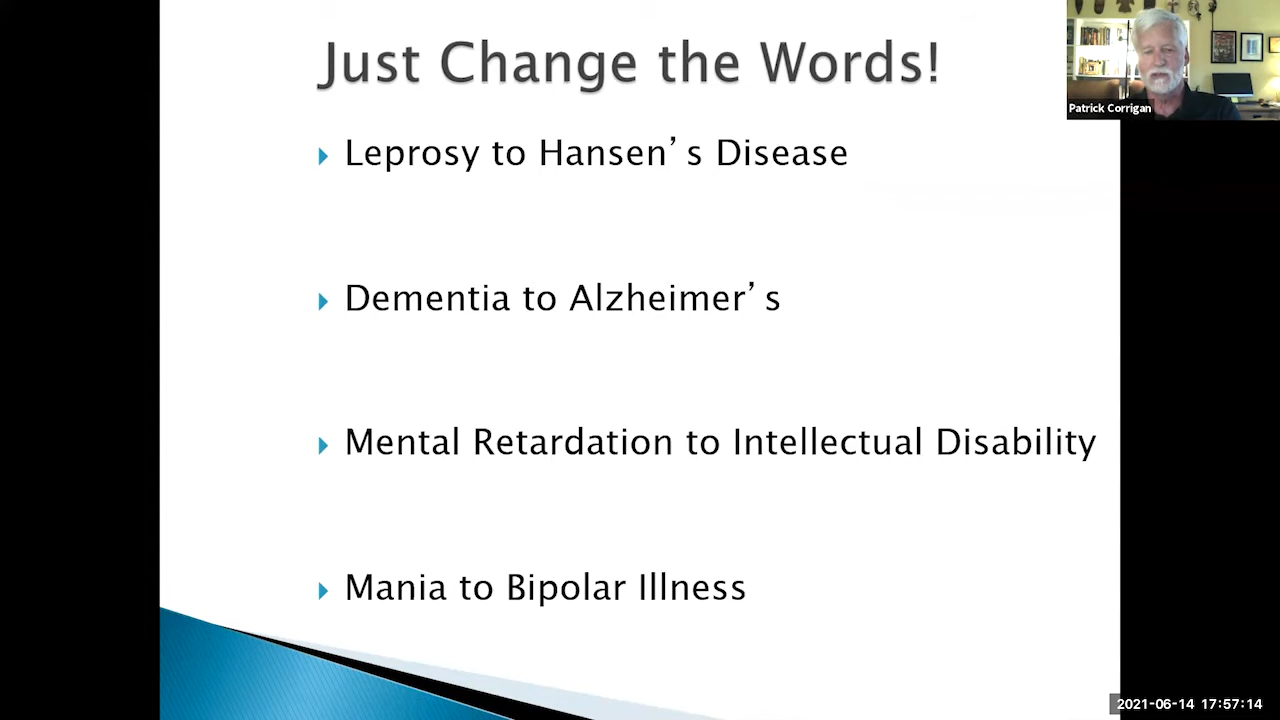 Just Change the Words!
Patrick Corrigan
Leprosy to Hansen’s Disease
Dementia to Alzheimer’s
Mental Retardation to Intellectual Disability
Mania to Bipolar Illness
2021-06-14 17:57:14